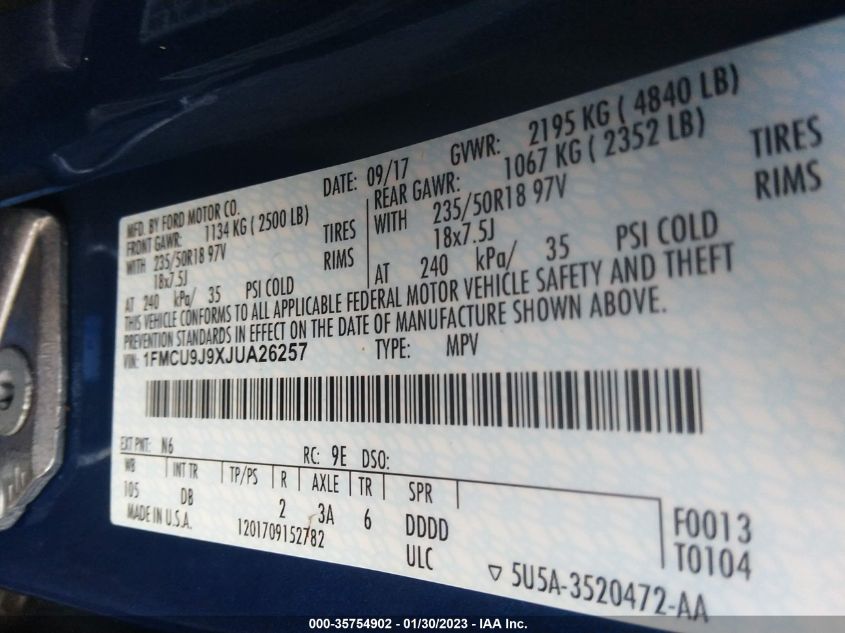 MFD. BY FORD MOTOR CO.
DATE: 09/17 GVWR: 2195 KG ( 4840 LB)
FRONT GAWR: 1134 KG ( 2500 LB) REAR GAWR: 1067 KG ( 2352 LB)
WITH 235/50R18 97V TIRES WITH 235/50R18 97V TIRES
18x7.5J RIMS 18x7.5J RIMS
AT 240 kPa/ 35 PSI COLD AT 240 kPa/ 35 PSI COLD
THIS VEHICLE CONFORMS TO ALL APPLICABLE FEDERAL MOTOR VEHICLE SAFETY AND THEFT
PREVENTION STANDARDS IN EFFECT ON THE DATE OF MANUFACTURE SHOWN ABOVE.
VIN: 1FMCU9J9XJUA26257 TYPE: MPV
EXT PNT: N6 RC: 9E DSO:
WB INT TR TP/PS R AXLE TR SPR
105 DB 2 3A 6 DDDD F0013
MADE IN U.S.A. 1201709152782 ULC T0104
▽ 5U5A-3520472-AA
000-35754902 - 01/30/2023 - IAA Inc.